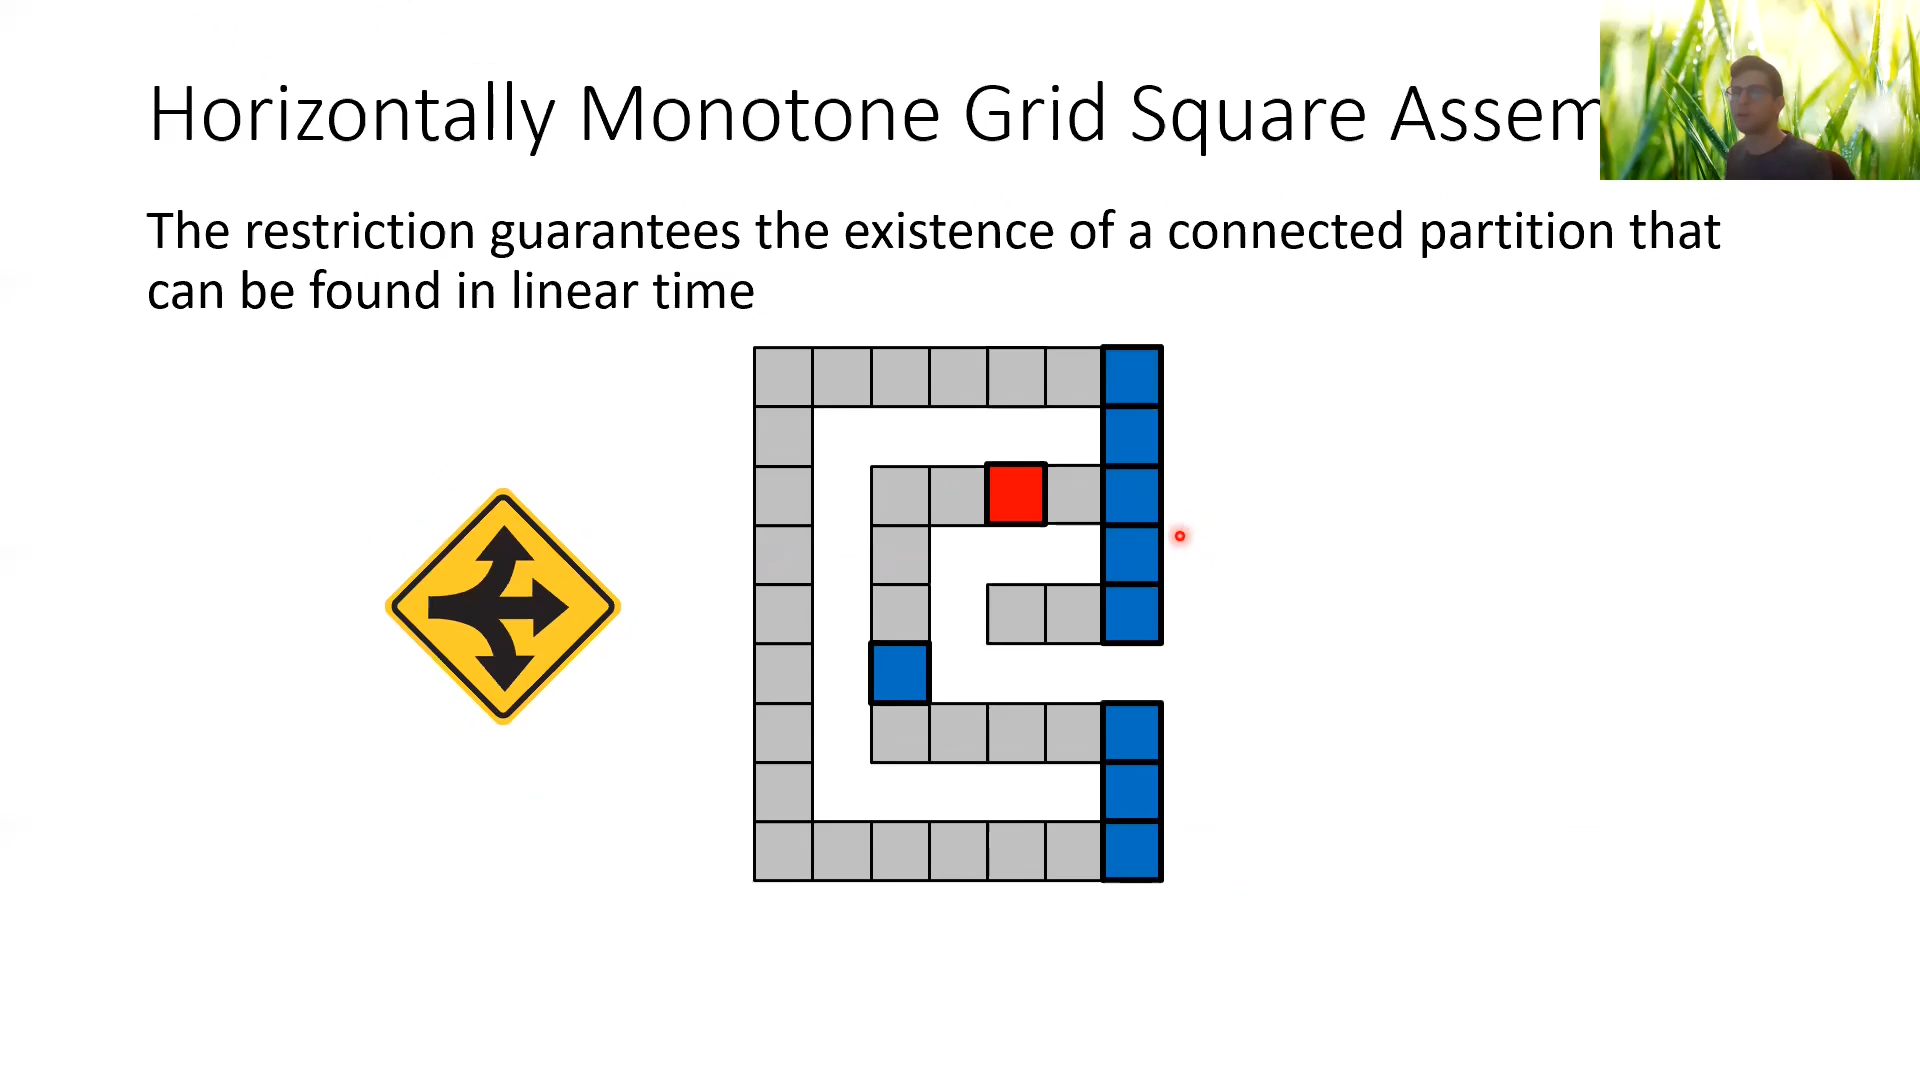 Horizontally Monotone Grid Square Assem
The restriction guarantees the existence of a connected partition that
can be found in linear time